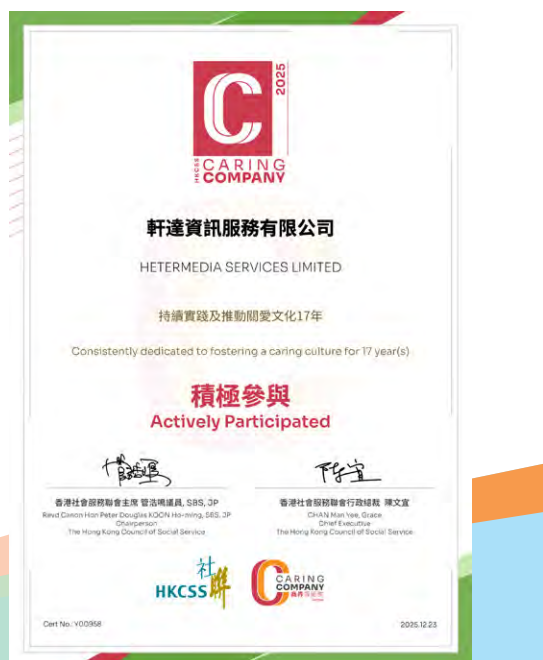 2025
HKCSS
CARING
COMPANY
軒達資訊服務有限公司
HETERMEDIA SERVICES LIMITED
持續實踐及推動關愛文化17年
Consistently dedicated to fostering a caring culture for 17 year(s)
積極參與
Actively Participated
香港社會服務聯會主席 管浩鳴議員, SBS, JP
Revd Canon Hon Peter Douglas KOON Ho-ming, SBS, JP
Chairperson
The Hong Kong Council of Social Service
香港社會服務聯會行政總裁 陳文宜
CHAN Man Yee, Grace
Chief Executive
The Hong Kong Council of Social Service
HKCSS 社聯
CARING
COMPANY
Cert No.: Y00958
2025.12.23